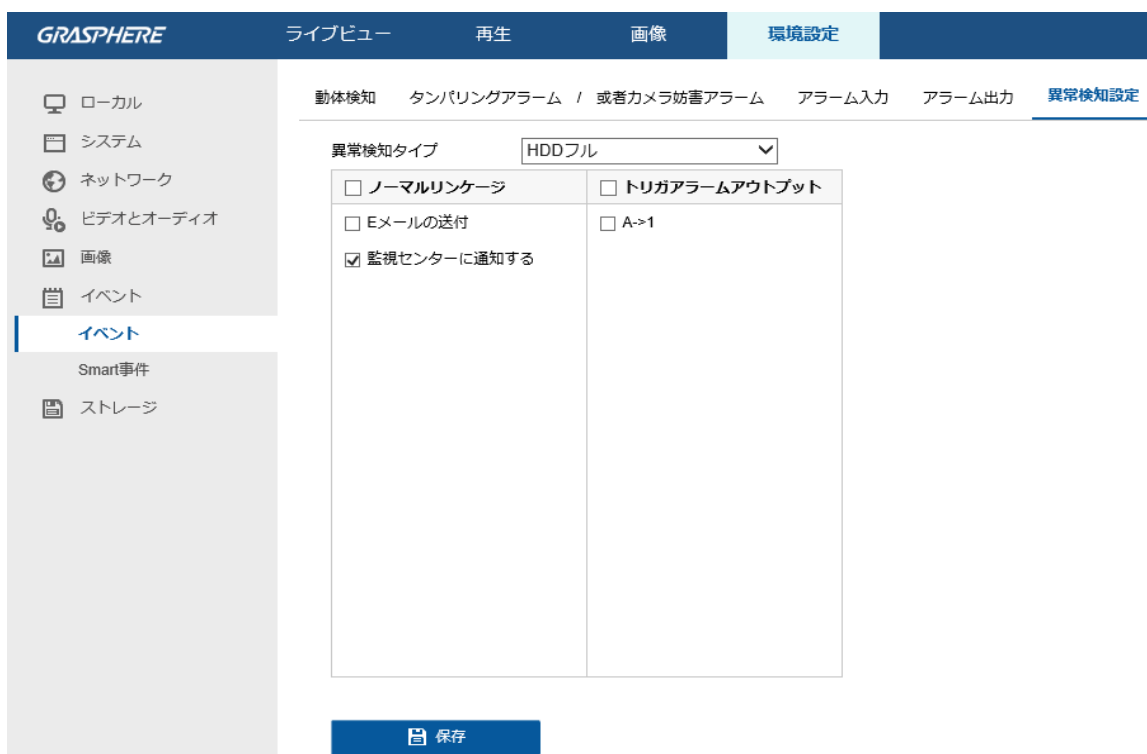 GRASPHERE ライブビュー 再生 画像 環境設定
ローカル
システム
ネットワーク
ビデオとオーディオ
画像
イベント
イベント
Smart事件
ストレージ
動体検知 タンパリングアラーム / 或者カメラ妨害アラーム アラーム入力 アラーム出力 異常検知設定
異常検知タイプ HDDフル
ノーマルリンケージ トリガアラームアウトプット
Eメールの送付 A->1
監視センターに通知する
保存